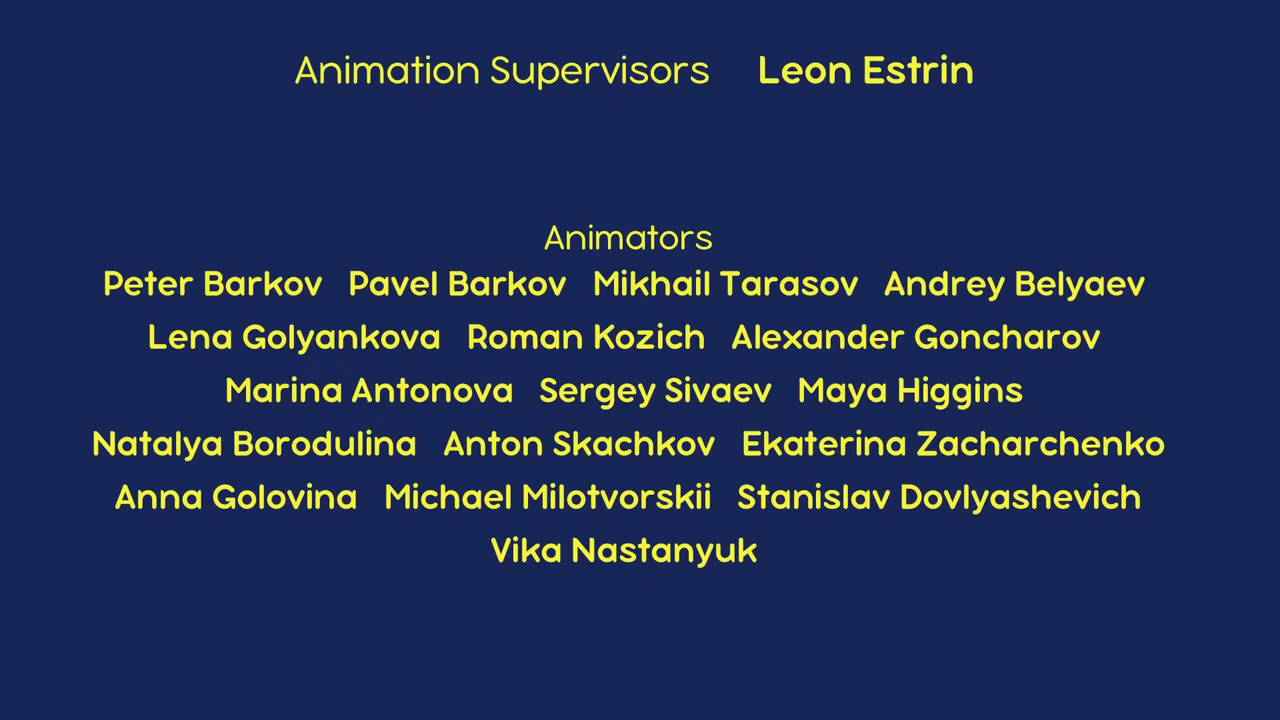 Animation Supervisors Leon Estrin
Animators
Peter Barkov Pavel Barkov Mikhail Tarasov Andrey Belyaev
Lena Golyankova Roman Kozich Alexander Goncharov
Marina Antonova Sergey Sivaev Maya Higgins
Natalya Borodulina Anton Skachkov Ekaterina Zacharchenko
Anna Golovina Michael Milotvorskii Stanislav Dovlyashevich
Vika Nastanyuk